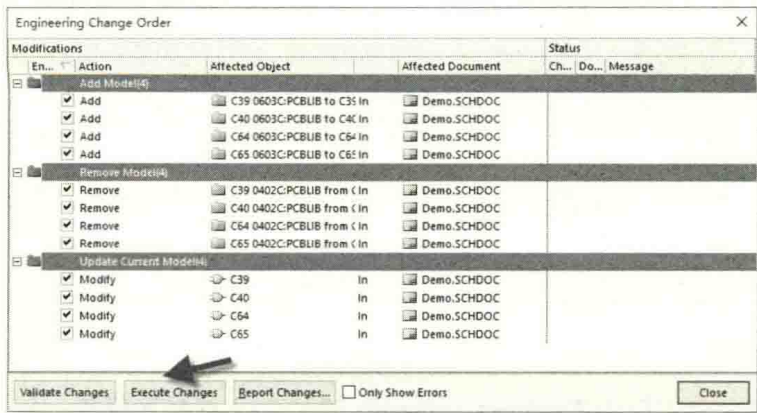 Engineering Change Order
Modifications Status
En... Action Affected Object Affected Document Ch... Do... Message
Add Model(4)
Add C39 0603C:PCBLIB to C39 In Demo.SCHDOC
Add C40 0603C:PCBLIB to C4( In Demo.SCHDOC
Add C64 0603C:PCBLIB to C64 In Demo.SCHDOC
Add C65 0603C:PCBLIB to C65 In Demo.SCHDOC
Remove Model(4)
Remove C39 0402C:PCBLIB from ( In Demo.SCHDOC
Remove C40 0402C:PCBLIB from ( In Demo.SCHDOC
Remove C64 0402C:PCBLIB from ( In Demo.SCHDOC
Remove C65 0402C:PCBLIB from ( In Demo.SCHDOC
Update Current Model(4)
Modify C39 In Demo.SCHDOC
Modify C40 In Demo.SCHDOC
Modify C64 In Demo.SCHDOC
Modify C65 In Demo.SCHDOC
Validate Changes Execute Changes Report Changes... Only Show Errors Close